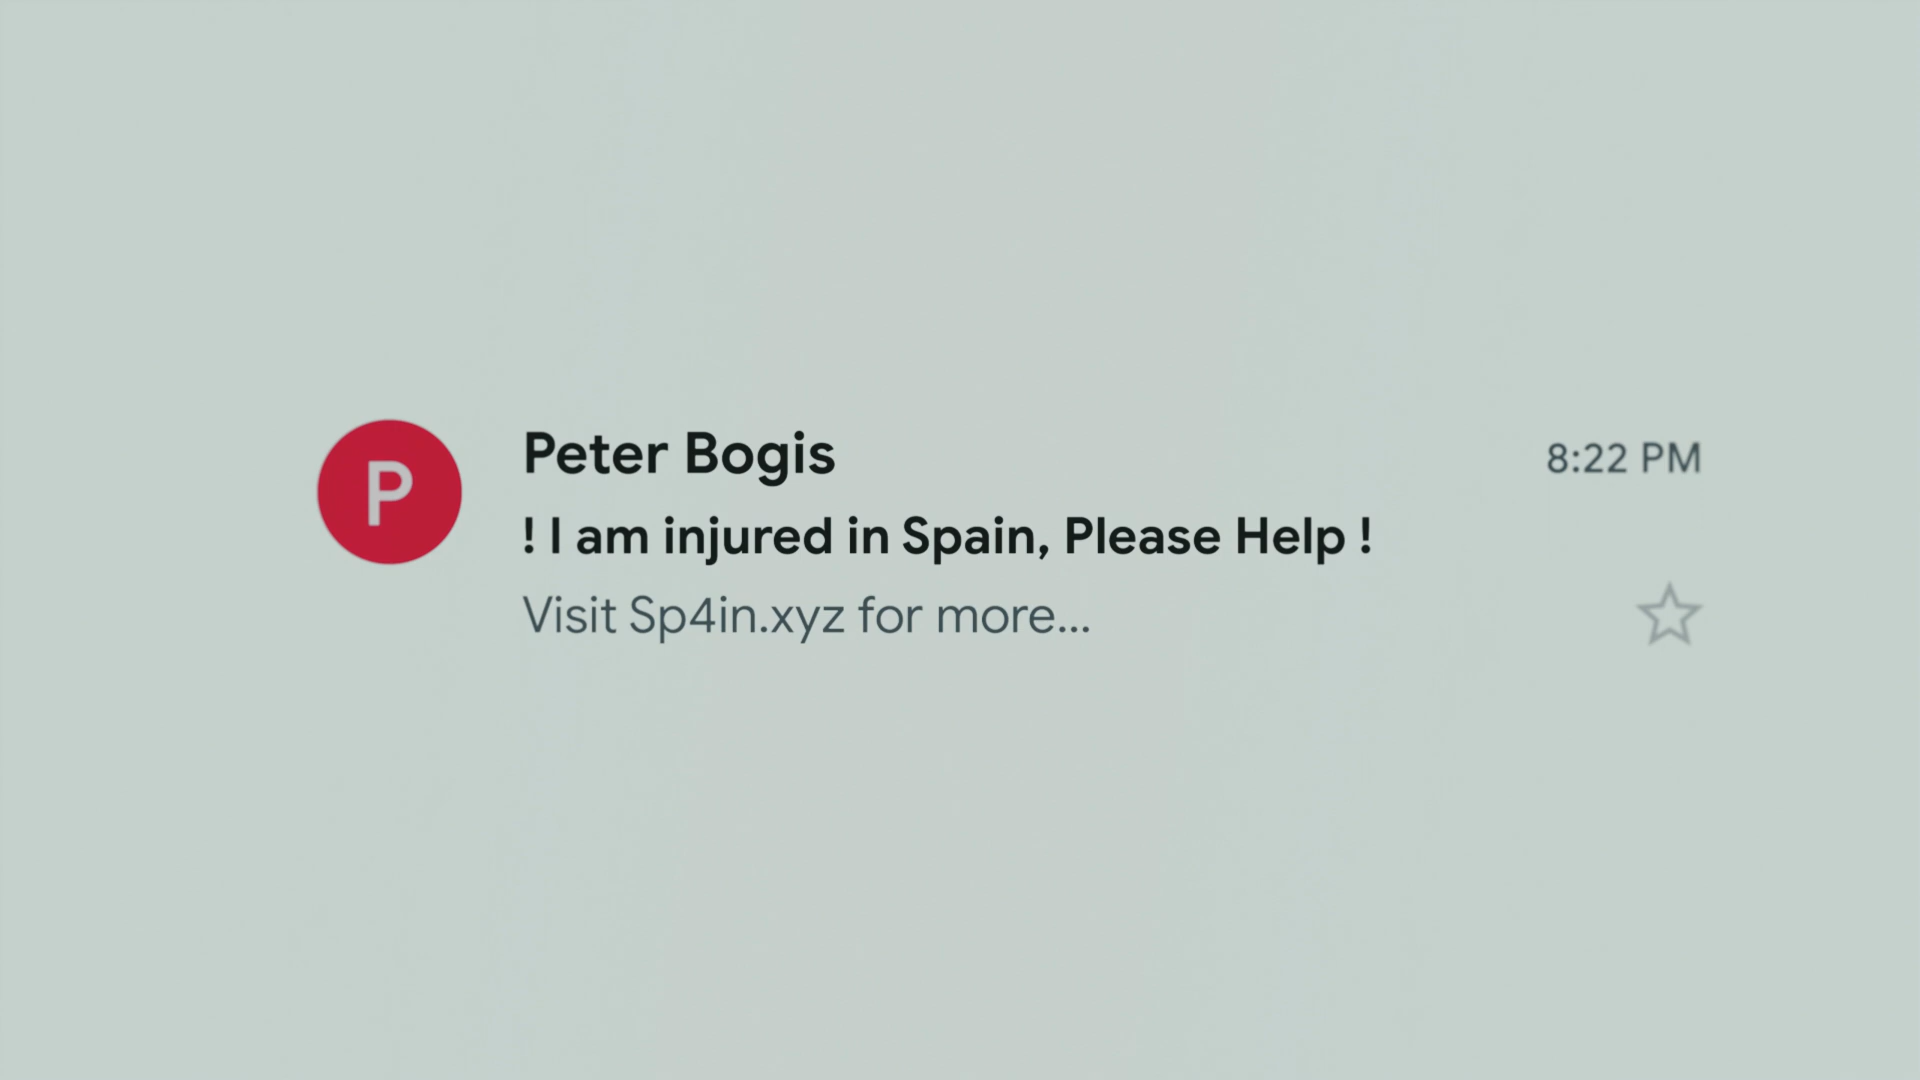 P
Peter Bogis
8:22 PM
! I am injured in Spain, Please Help !
Visit Sp4in.xyz for more...